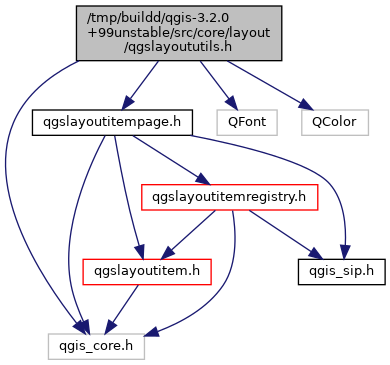 /tmp/buildd/qgis-3.2.0
+99unstable/src/core/layout
/qgslayoututils.h
qgslayoutitempage.h
QFont
QColor
qgslayoutitemregistry.h
qgslayoutitem.h
qgis_sip.h
qgis_core.h